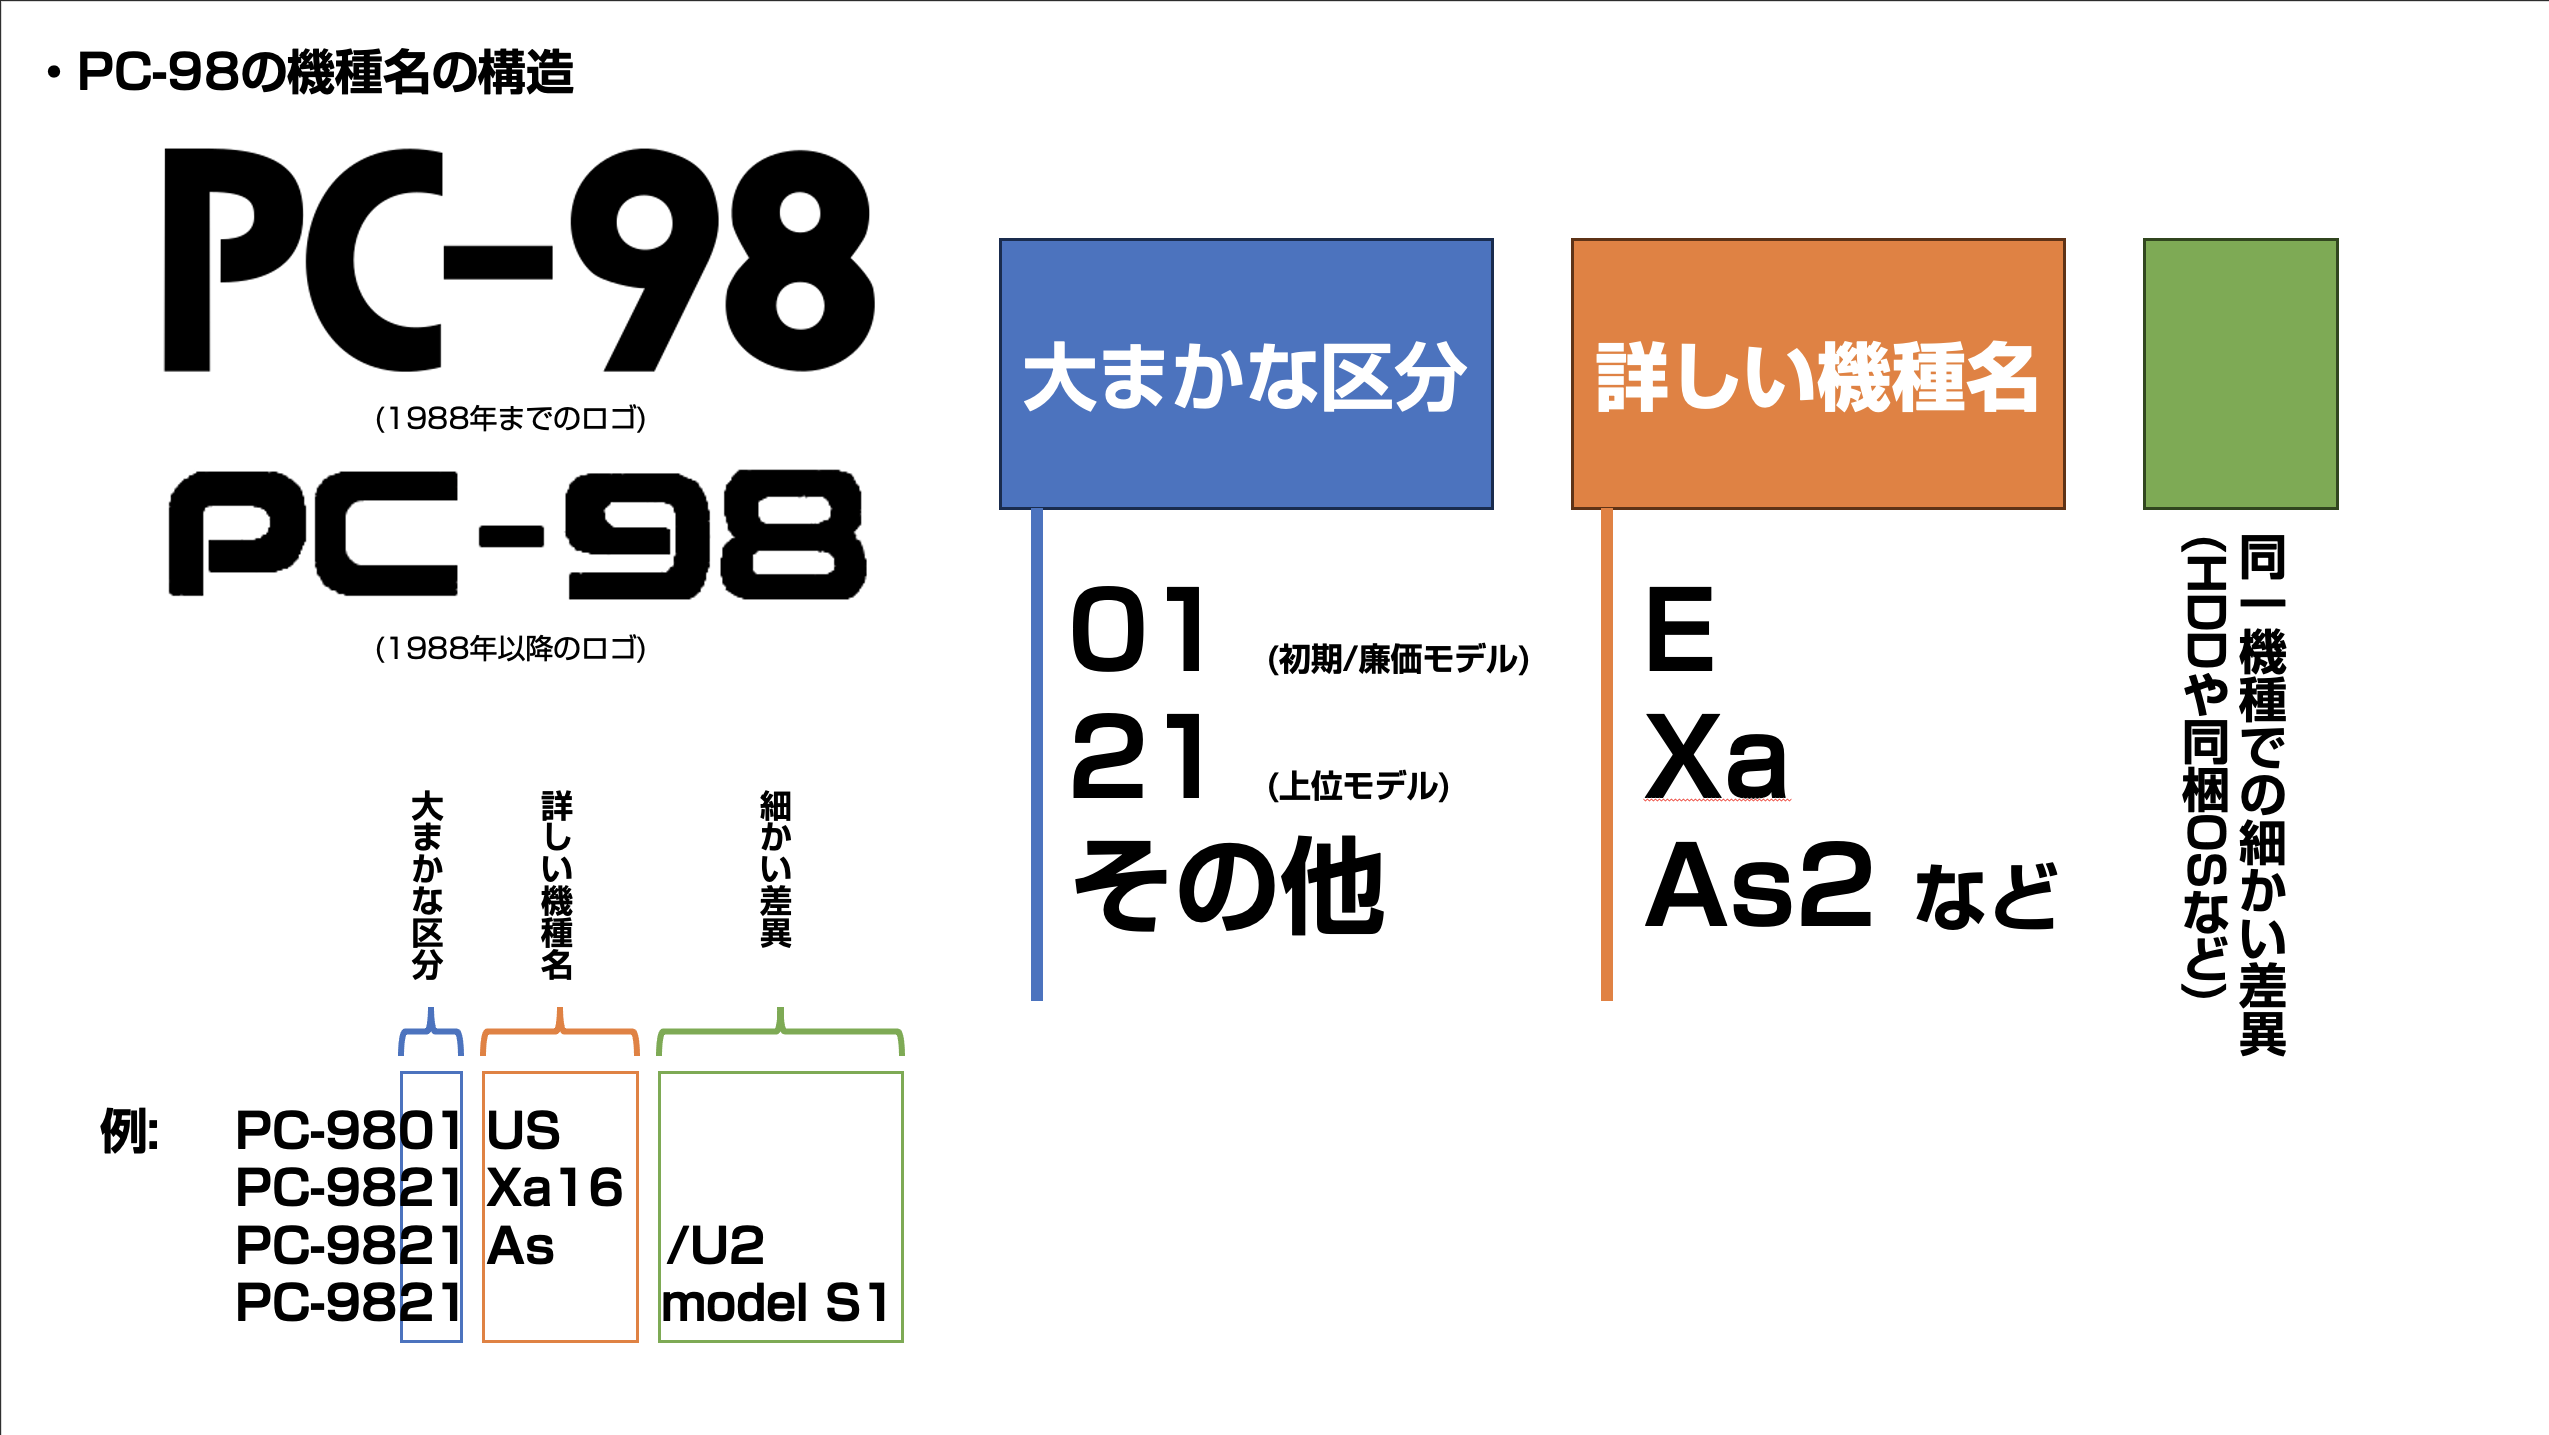 ・PC-98の機種名の構造
PC-98
(1988年までのロゴ)
PC-98
(1988年以降のロゴ)
大まかな区分
詳しい機種名
01 (初期/廉価モデル)
21 (上位モデル)
その他
E
Xa
As2 など
同一機種での細かい差異
(HDDや同梱OSなど)
大まかな区分
詳しい機種名
細かい差異
例: PC-9801 US
PC-9821 Xa16
PC-9821 As /U2
PC-9821 model S1